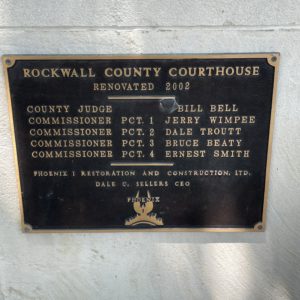 ROCKWALL COUNTY COURTHOUSE
RENOVATED 2002
COUNTY JUDGE BILL BELL
COMMISSIONER PCT. 1 JERRY WIMPEE
COMMISSIONER PCT. 2 DALE TROUTT
COMMISSIONER PCT. 3 BRUCE BEATY
COMMISSIONER PCT. 4 ERNEST SMITH
PHOENIX I RESTORATION AND CONSTRUCTION, LTD.
DALE C. SELLERS CEO
PHOENIX